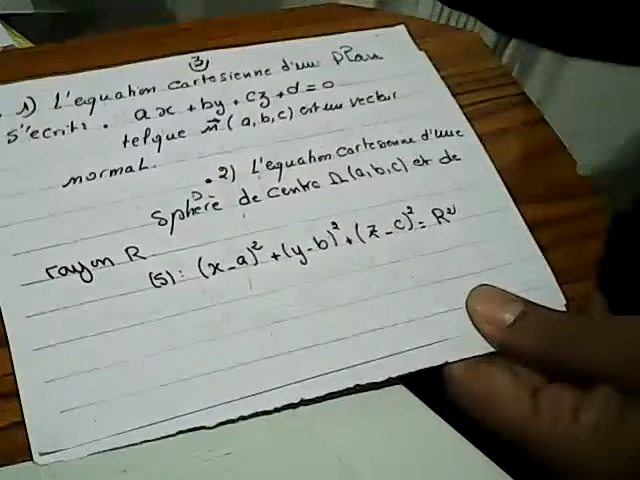 3
1) L'equation cartesienne d'un Plan
s'ecrit : ax + by + cz + d = 0
telque n⃗ (a, b, c) est un vecteur
normal.
2) L'equation cartesienne d'une
Sphère de centre Ω(a, b, c) et de
rayon R
(S) : (x - a)² + (y - b)² + (z - c)² = R²